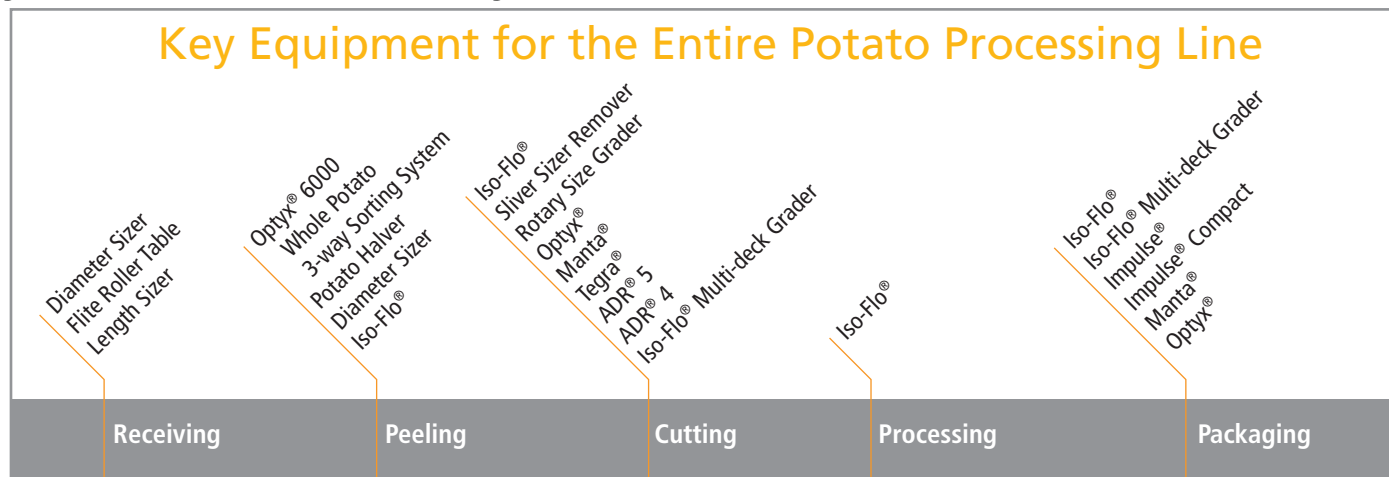 Key Equipment for the Entire Potato Processing Line
Diameter Sizer
Flite Roller Table
Length Sizer
Optyx® 6000
Whole Potato
3-way Sorting System
Potato Halver
Diameter Sizer
Iso-Flo®
Iso-Flo®
Sliver Sizer Remover
Rotary Size Grader
Optyx®
Manta®
Tegra®
ADR® 5
ADR® 4
Iso-Flo® Multi-deck Grader
Iso-Flo®
Iso-Flo®
Iso-Flo® Multi-deck Grader
Impulse®
Impulse® Compact
Manta®
Optyx®
Receiving
Peeling
Cutting
Processing
Packaging